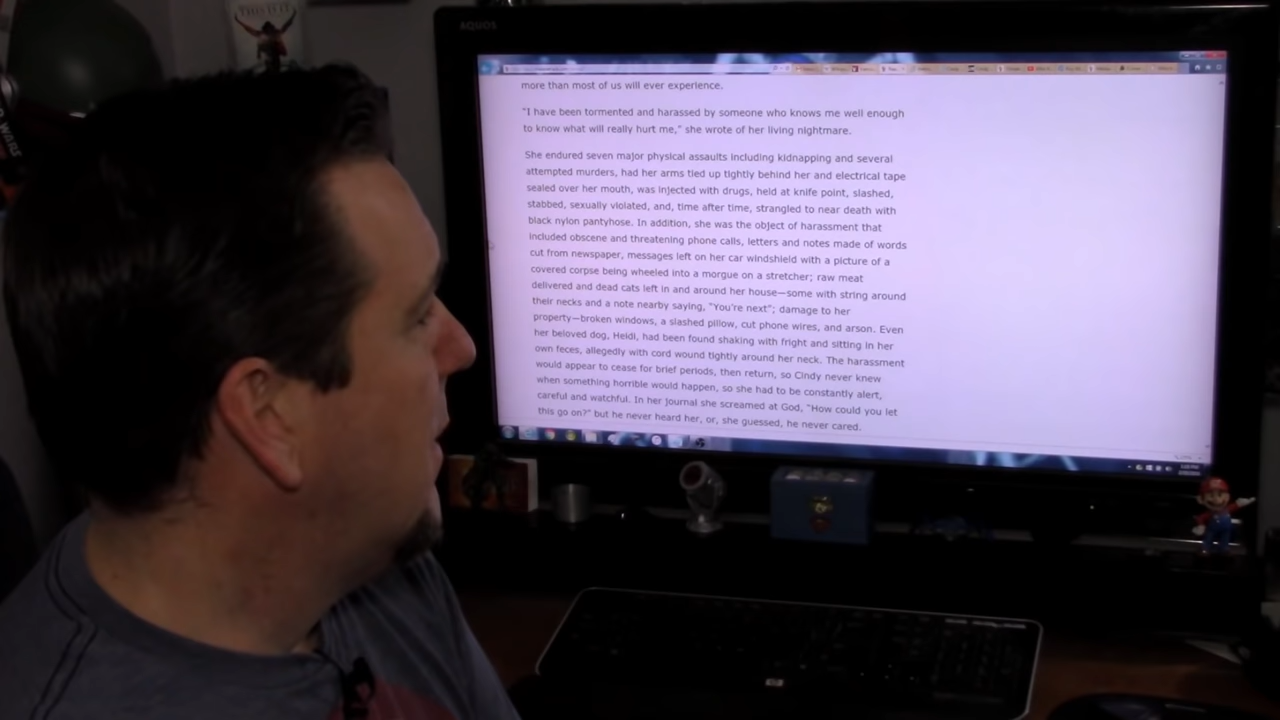 AQUOS
THIS IS IT
WARS
more than most of us will ever experience.
"I have been tormented and harassed by someone who knows me well enough
to know what will really hurt me," she wrote of her living nightmare.
She endured seven major physical assaults including kidnapping and several
attempted murders, had her arms tied up tightly behind her and electrical tape
sealed over her mouth, was injected with drugs, held at knife point, slashed,
stabbed, sexually violated, and, time after time, strangled to near death with
black nylon pantyhose. In addition, she was the object of harassment that
included obscene and threatening phone calls, letters and notes made of words
cut from newspaper, messages left on her car windshield with a picture of a
covered corpse being wheeled into a morgue on a stretcher; raw meat
delivered and dead cats left in and around her house—some with string around
their necks and a note nearby saying, "You're next"; damage to her
property—broken windows, a slashed pillow, cut phone wires, and arson. Even
her beloved dog, Heidi, had been found shaking with fright and sitting in her
own feces, allegedly with cord wound tightly around her neck. The harassment
would appear to cease for brief periods, then return, so Cindy never knew
when something horrible would happen, so she had to be constantly alert,
careful and watchful. In her journal she screamed at God, "How could you let
this go on?" but he never heard her, or, she guessed, he never cared.
hp